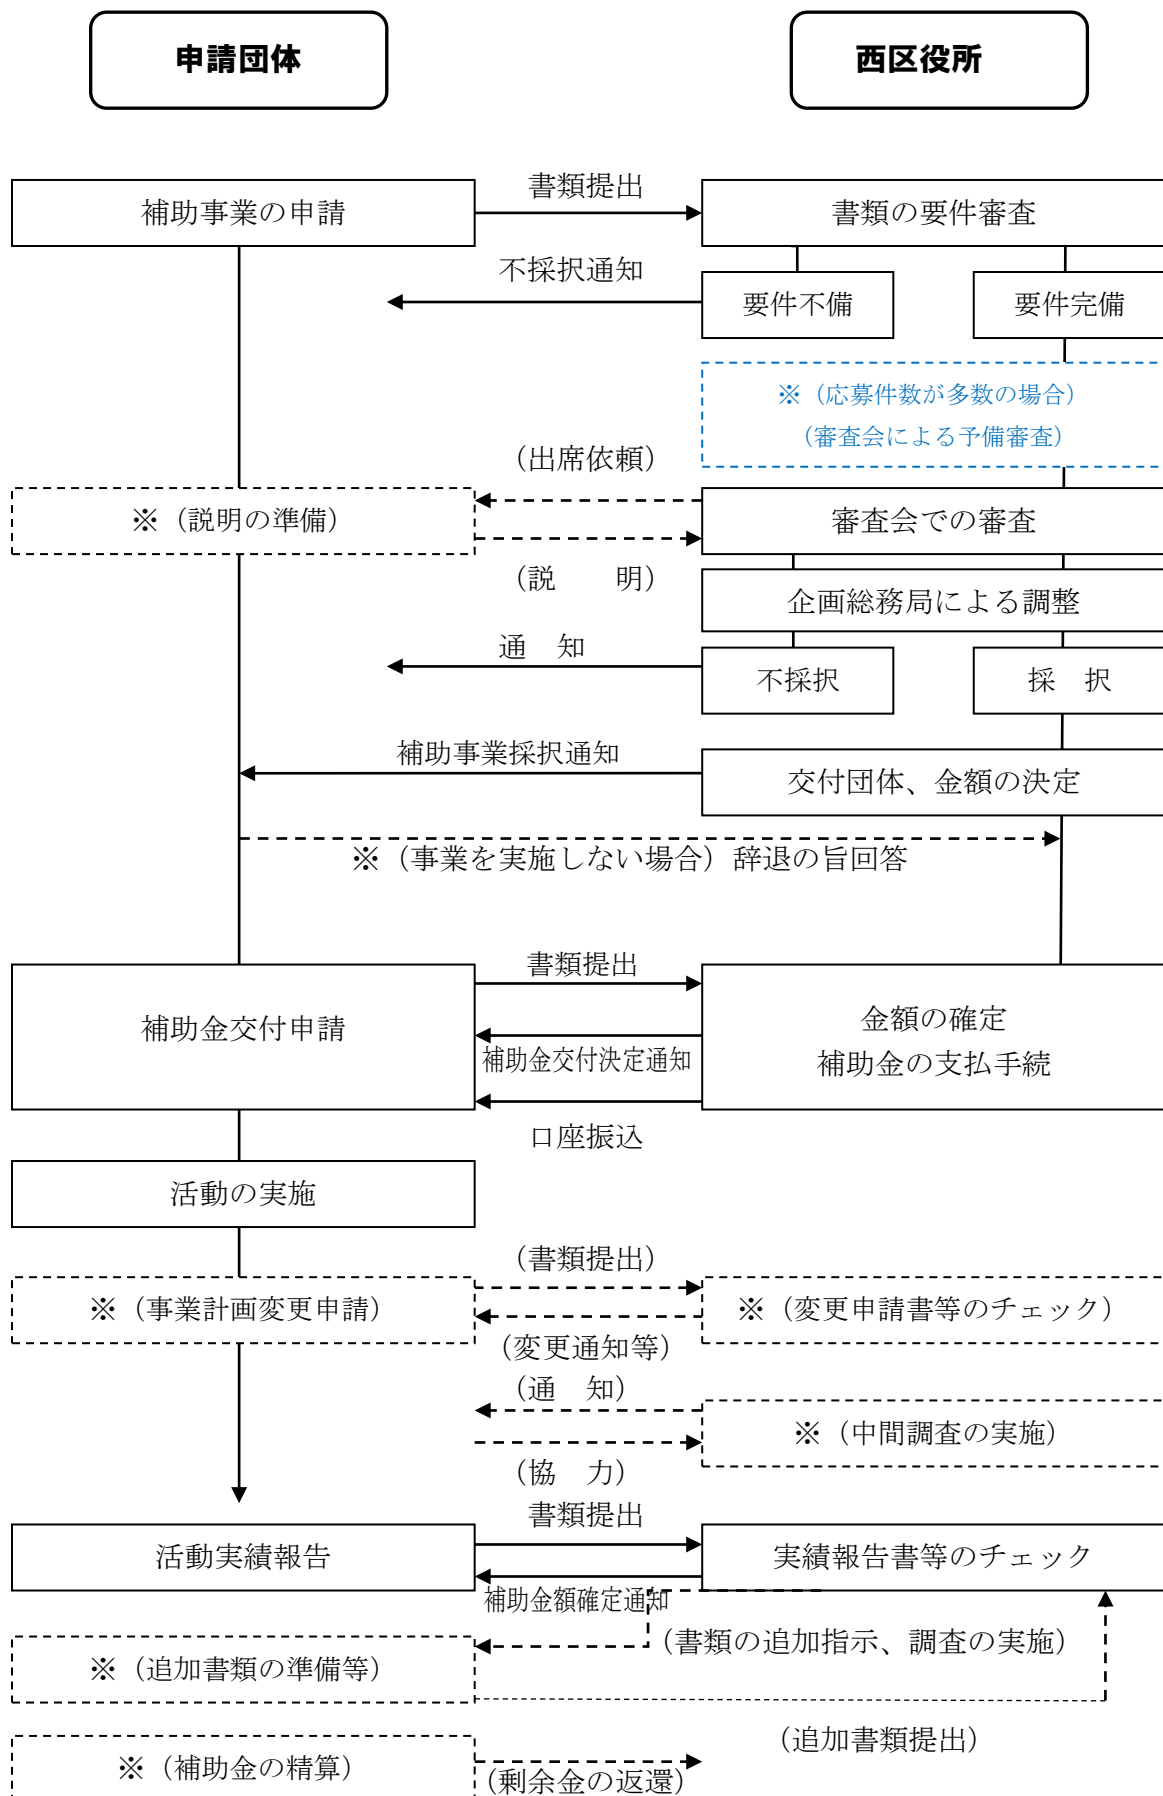 申請団体
西区役所
書類提出
補助事業の申請
書類の要件審査
不採択通知
要件不備
要件完備
※（応募件数が多数の場合）
（審査会による予備審査）
（出席依頼）
※（説明の準備）
審査会での審査
（説　　明）
企画総務局による調整
通　知
不採択
採　択
補助事業採択通知
交付団体、金額の決定
※（事業を実施しない場合）辞退の旨回答
書類提出
補助金交付申請
金額の確定
補助金の支払手続
補助金交付決定通知
口座振込
活動の実施
（書類提出）
※（事業計画変更申請）
※（変更申請書等のチェック）
（変更通知等）
（通　知）
※（中間調査の実施）
（協　力）
書類提出
活動実績報告
実績報告書等のチェック
補助金額確定通知
（書類の追加指示、調査の実施）
※（追加書類の準備等）
（追加書類提出）
※（補助金の精算）
（剰余金の返還）